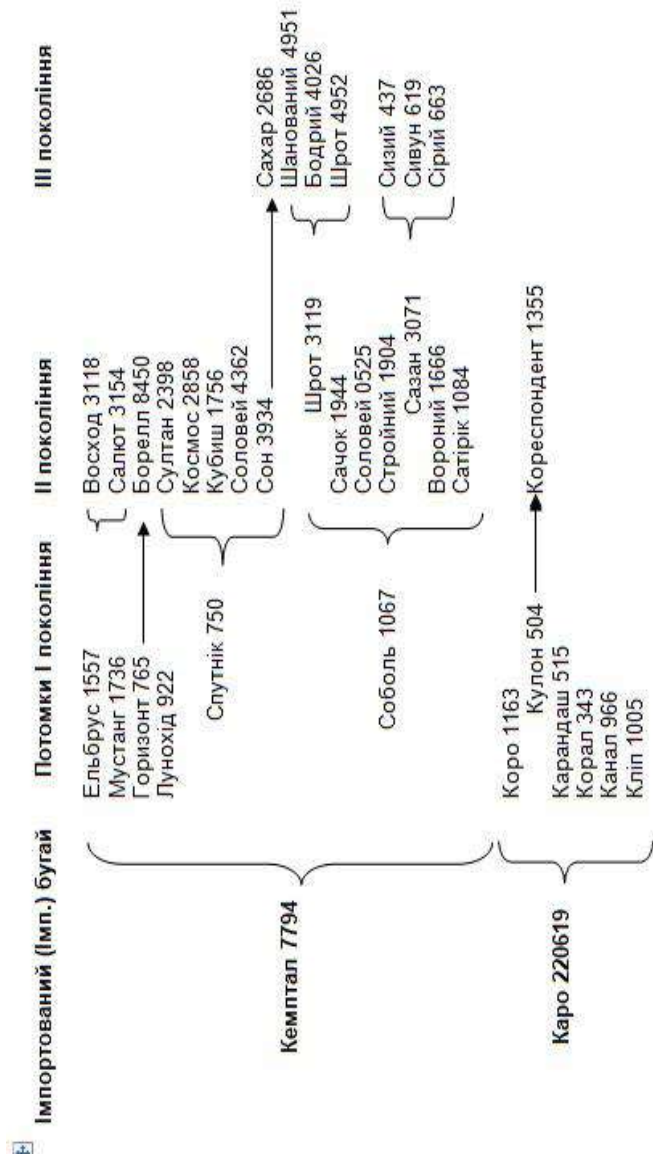 Імпортований (Імп.) бугай
Потомки І покоління
ІІ покоління
ІІІ покоління
Кемптал 7794
Ельбрус 1557
Мустанг 1736
Горизонт 765
Лунохід 922
Спутнік 750
Соболь 1067
Восход 3118
Салют 3154
Борелл 8450
Султан 2398
Космос 2858
Кубиш 1756
Соловей 4362
Сон 3934
Шрот 3119
Сачок 1944
Соловей 0525
Стройний 1904
Сазан 3071
Вороний 1666
Сатірік 1084
Сахар 2686
Шанований 4951
Бодрий 4026
Шрот 4952
Сизий 437
Сивун 619
Сірий 663
Каро 220619
Коро 1163
Кулон 504
Карандаш 515
Корал 343
Канал 966
Кліп 1005
Кореспондент 1355